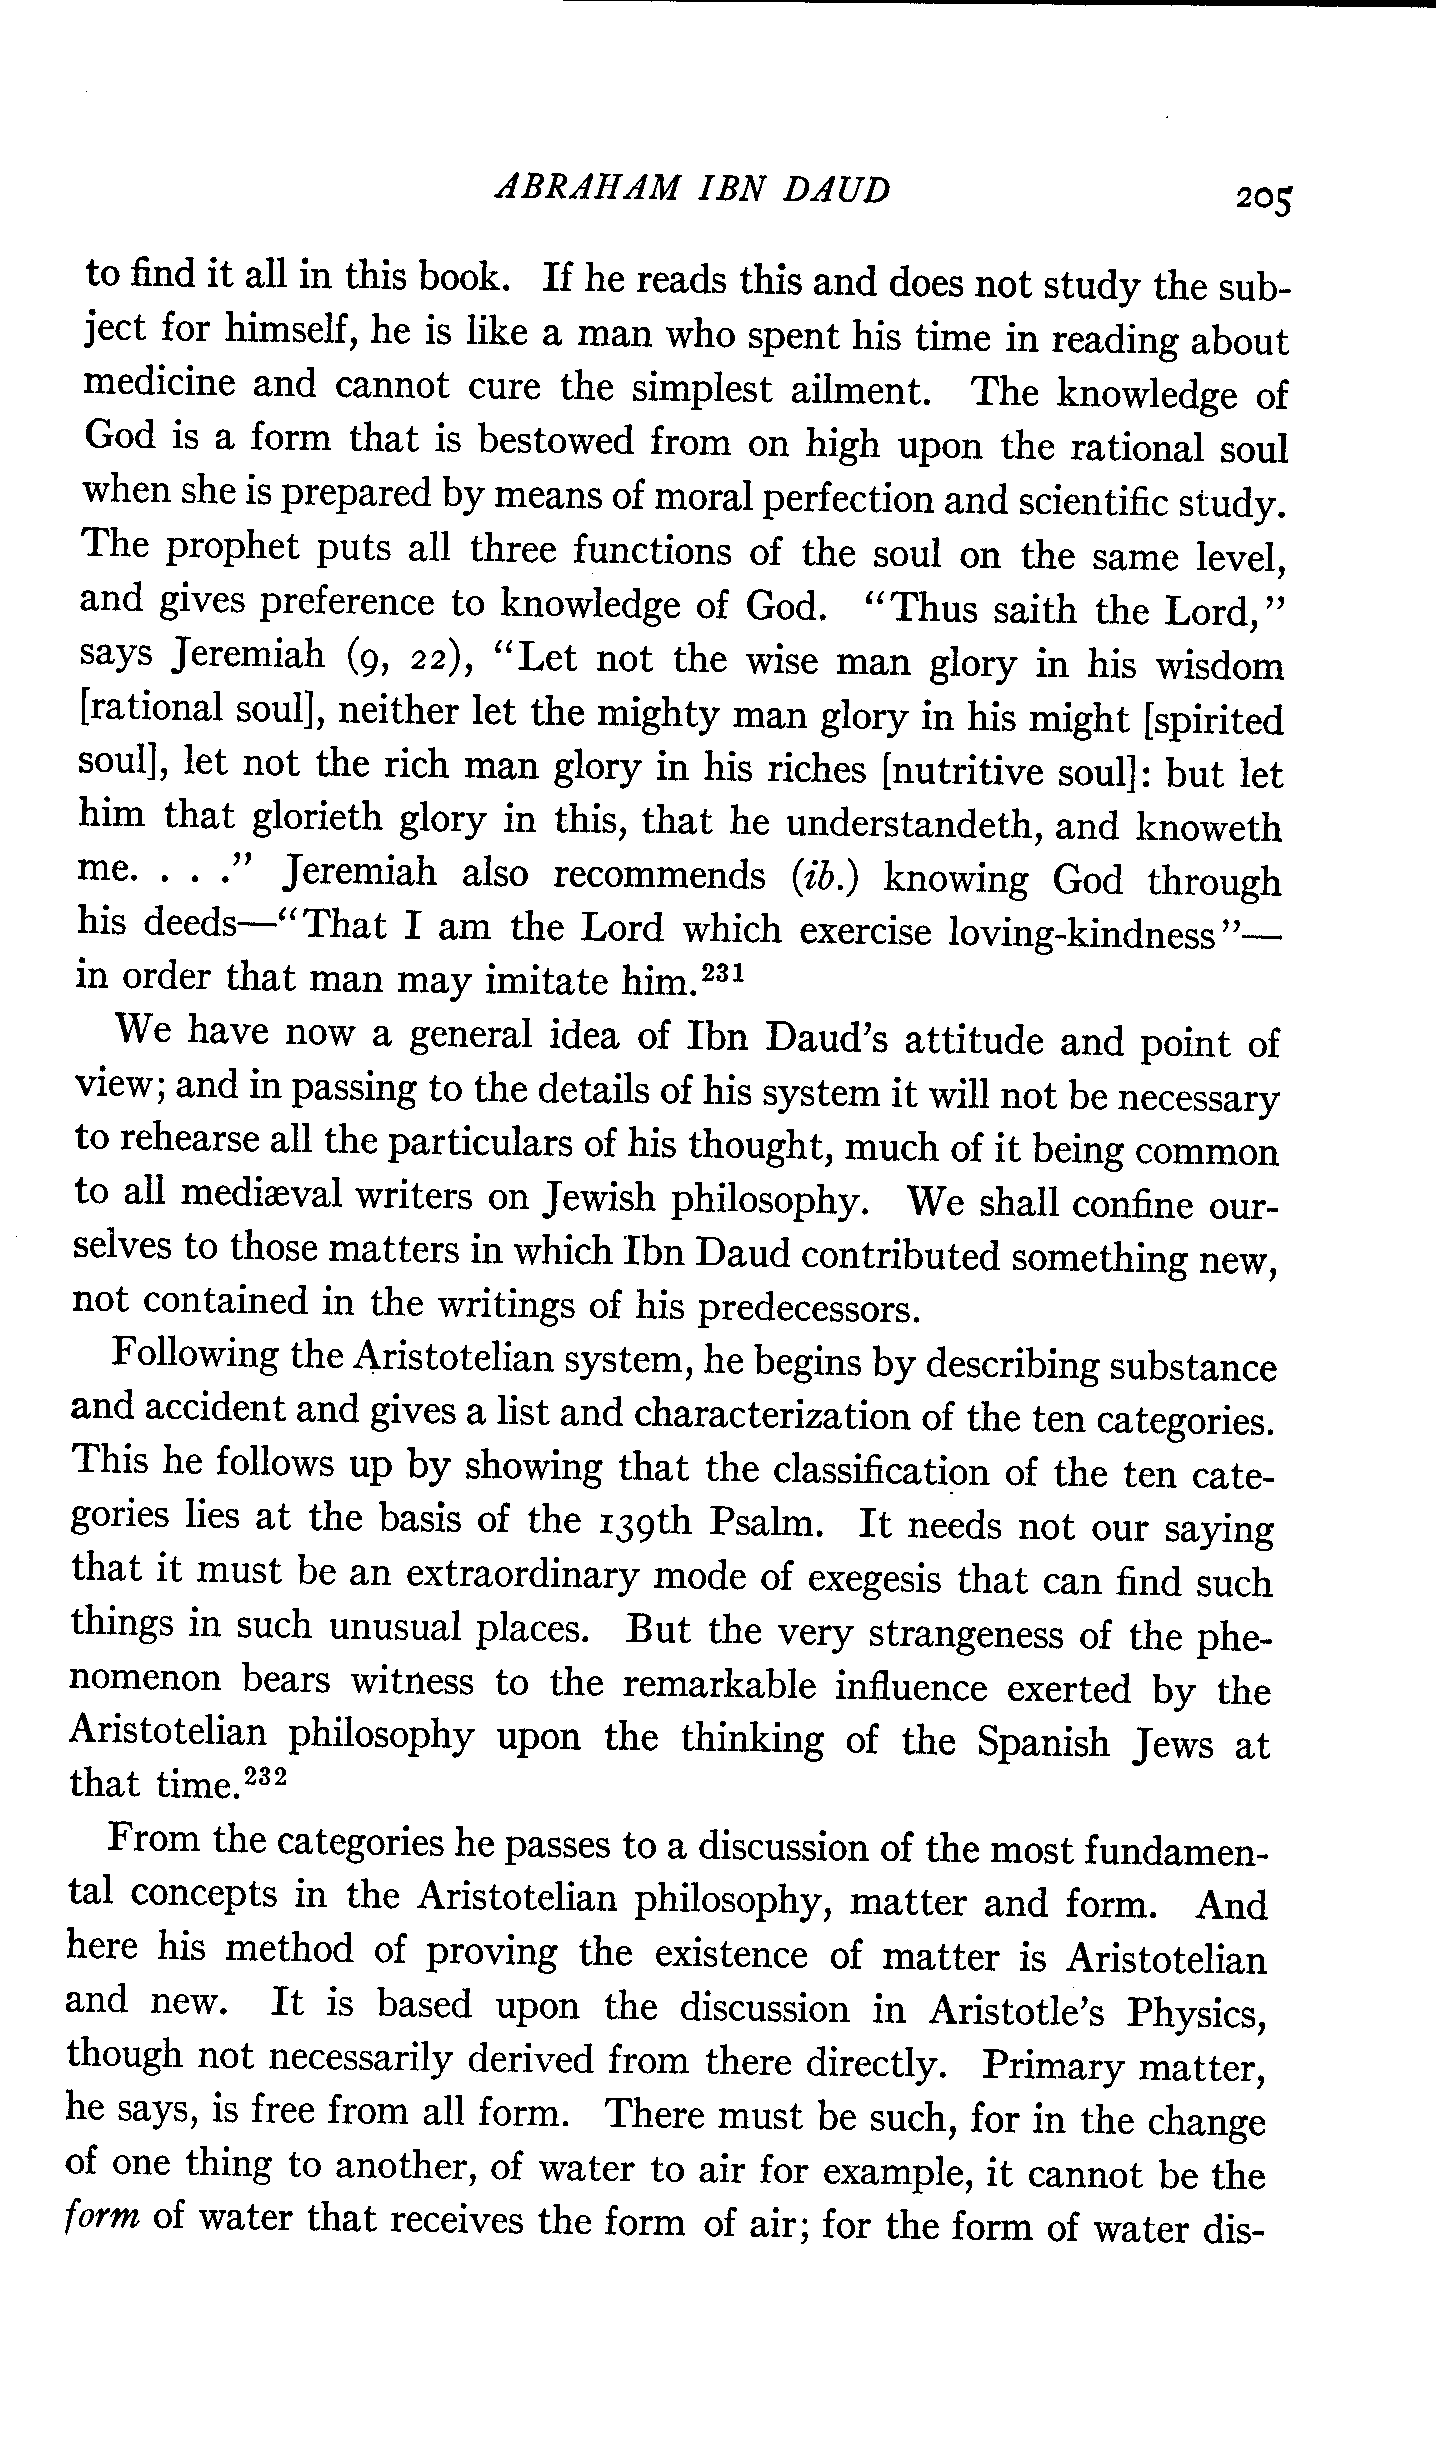 ABRAHAM IBN DAUD 205
to find it all in this book. If he reads this and does not study the sub-
ject for himself, he is like a man who spent his time in reading about
medicine and cannot cure the simplest ailment. The knowledge of
God is a form that is bestowed from on high upon the rational soul
when she is prepared by means of moral perfection and scientific study.
The prophet puts all three functions of the soul on the same level,
and gives preference to knowledge of God. “Thus saith the Lord,”
says Jeremiah (9, 22), “Let not the wise man glory in his wisdom
[rational soul], neither let the mighty man glory in his might [spirited
soul], let not the rich man glory in his riches [nutritive soul]: but let
him that glorieth glory in this, that he understandeth, and knoweth
me. . . .” Jeremiah also recommends (ib.) knowing God through
his deeds—“That I am the Lord which exercise loving-kindness”—
in order that man may imitate him.²³¹
We have now a general idea of Ibn Daud's attitude and point of
view; and in passing to the details of his system it will not be necessary
to rehearse all the particulars of his thought, much of it being common
to all mediæval writers on Jewish philosophy. We shall confine our-
selves to those matters in which Ibn Daud contributed something new,
not contained in the writings of his predecessors.
Following the Aristotelian system, he begins by describing substance
and accident and gives a list and characterization of the ten categories.
This he follows up by showing that the classification of the ten cate-
gories lies at the basis of the 139th Psalm. It needs not our saying
that it must be an extraordinary mode of exegesis that can find such
things in such unusual places. But the very strangeness of the phe-
nomenon bears witness to the remarkable influence exerted by the
Aristotelian philosophy upon the thinking of the Spanish Jews at
that time.²³²
From the categories he passes to a discussion of the most fundamen-
tal concepts in the Aristotelian philosophy, matter and form. And
here his method of proving the existence of matter is Aristotelian
and new. It is based upon the discussion in Aristotle's Physics,
though not necessarily derived from there directly. Primary matter,
he says, is free from all form. There must be such, for in the change
of one thing to another, of water to air for example, it cannot be the
form of water that receives the form of air; for the form of water dis-